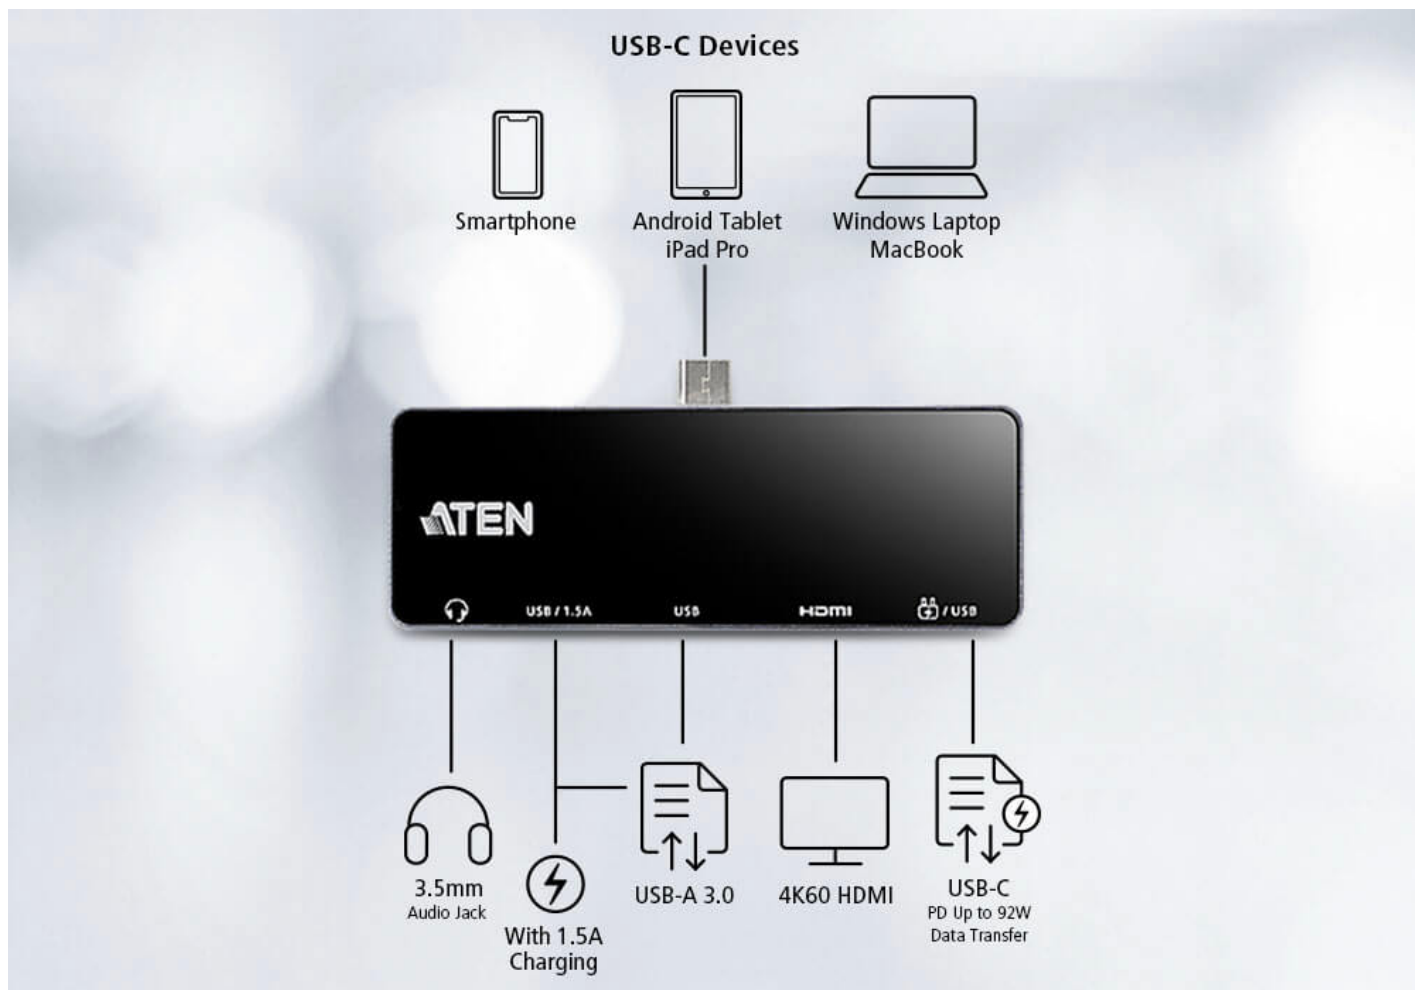 USB-C Devices
Smartphone
Android Tablet
iPad Pro
Windows Laptop
MacBook
ATEN
USB / 1.5A
USB
HDMI
/ USB
3.5mm
Audio Jack
With 1.5A
Charging
USB-A 3.0
4K60 HDMI
USB-C
PD Up to 92W
Data Transfer